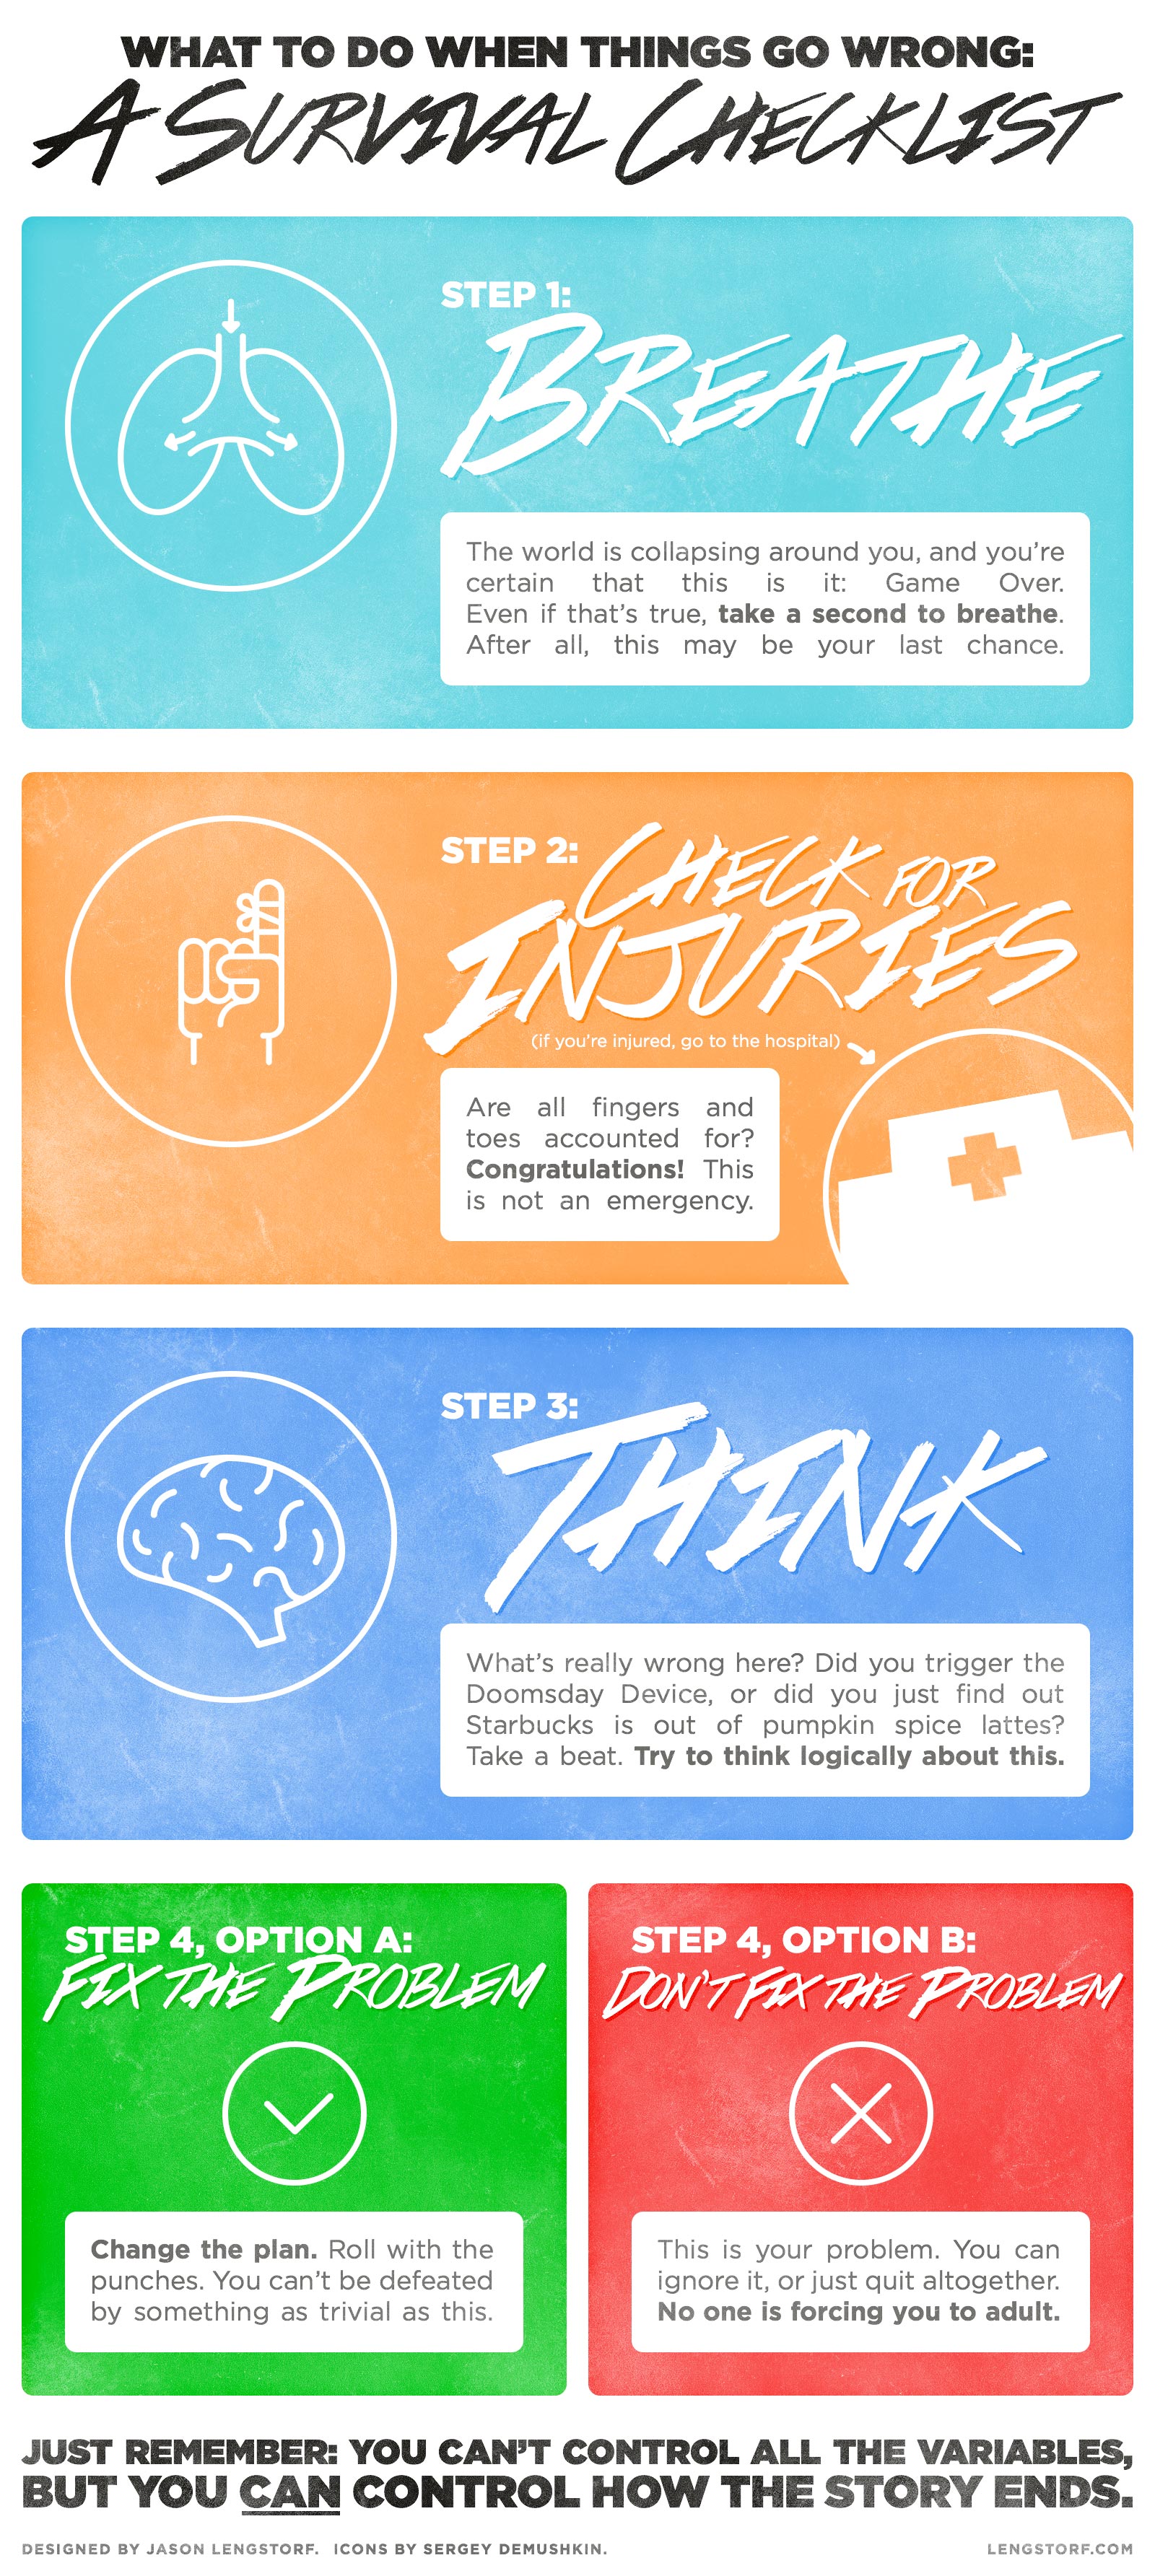 WHAT TO DO WHEN THINGS GO WRONG:
A SURVIVAL CHECKLIST
STEP 1:
BREATHE
The world is collapsing around you, and you're
certain that this is it: Game Over.
Even if that's true, take a second to breathe.
After all, this may be your last chance.
STEP 2:
CHECK FOR
INJURIES
(if you're injured, go to the hospital)
Are all fingers and
toes accounted for?
Congratulations! This
is not an emergency.
STEP 3:
THINK
What's really wrong here? Did you trigger the
Doomsday Device, or did you just find out
Starbucks is out of pumpkin spice lattes?
Take a beat. Try to think logically about this.
STEP 4, OPTION A:
FIX THE PROBLEM
Change the plan. Roll with the
punches. You can't be defeated
by something as trivial as this.
STEP 4, OPTION B:
DON'T FIX THE PROBLEM
This is your problem. You can
ignore it, or just quit altogether.
No one is forcing you to adult.
JUST REMEMBER: YOU CAN'T CONTROL ALL THE VARIABLES,
BUT YOU CAN CONTROL HOW THE STORY ENDS.
DESIGNED BY JASON LENGSTORF. ICONS BY SERGEY DEMUSHKIN.
LENGSTORF.COM